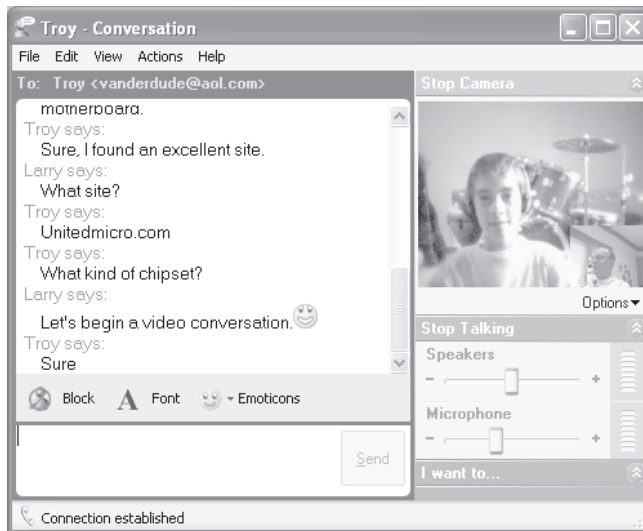 Troy - Conversation
File Edit View Actions Help
To: Troy <vanderdude@aol.com>
motherboard.
Troy says:
Sure, I found an excellent site.
Larry says:
What site?
Troy says:
Unitedmicro.com
Troy says:
What kind of chipset?
Larry says:
Let's begin a video conversation.
Troy says:
Sure
Block Font Emoticons
Send
Stop Camera
Options
Stop Talking
Speakers
- +
Microphone
- +
I want to...
Connection established